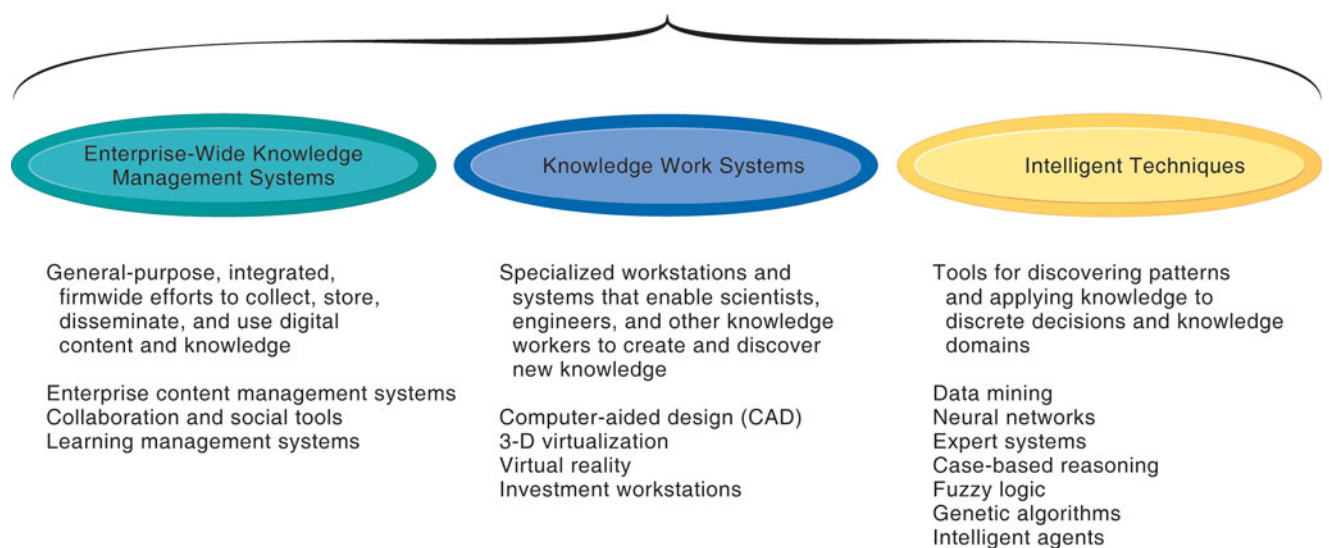 Enterprise-Wide Knowledge
Management Systems
General-purpose, integrated,
firmwide efforts to collect, store,
disseminate, and use digital
content and knowledge
Enterprise content management systems
Collaboration and social tools
Learning management systems
Knowledge Work Systems
Specialized workstations and
systems that enable scientists,
engineers, and other knowledge
workers to create and discover
new knowledge
Computer-aided design (CAD)
3-D virtualization
Virtual reality
Investment workstations
Intelligent Techniques
Tools for discovering patterns
and applying knowledge to
discrete decisions and knowledge
domains
Data mining
Neural networks
Expert systems
Case-based reasoning
Fuzzy logic
Genetic algorithms
Intelligent agents